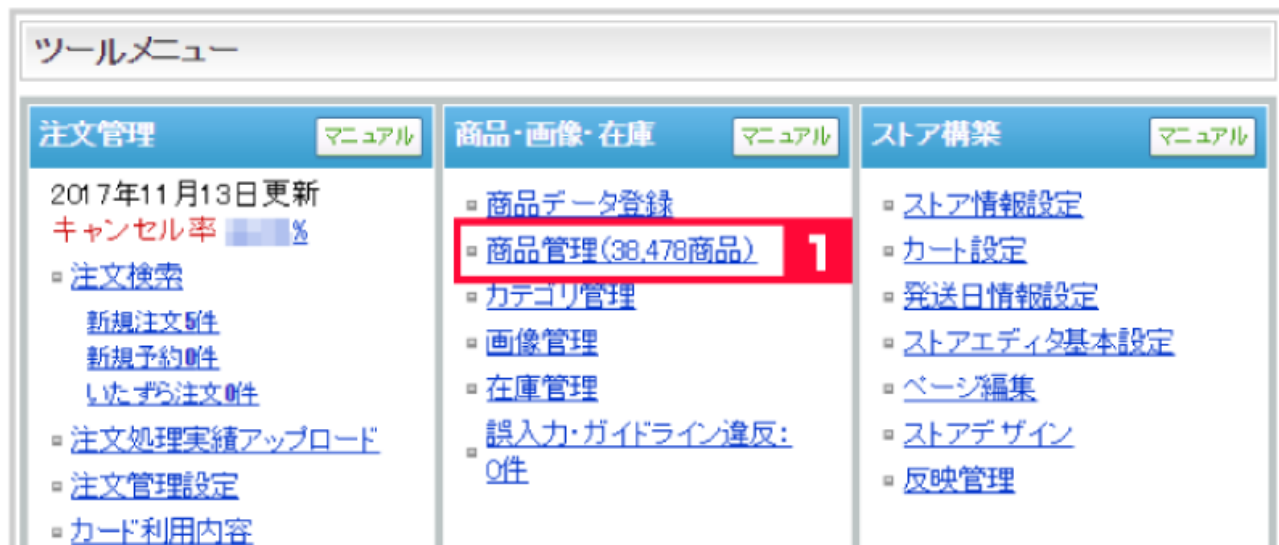 ツールメニュー
注文管理
マニュアル
2017年11月13日更新
キャンセル率
%
注文検索
新規注文5件
新規予約0件
いたずら注文0件
注文処理実績アップロード
注文管理設定
カード利用内容
商品・画像・在庫
マニュアル
商品データ登録
商品管理(38,478商品)
1
カテゴリ管理
画像管理
在庫管理
誤入力・ガイドライン違反:
0件
ストア構築
マニュアル
ストア情報設定
カート設定
発送日情報設定
ストアエディタ基本設定
ページ編集
ストアデザイン
反映管理